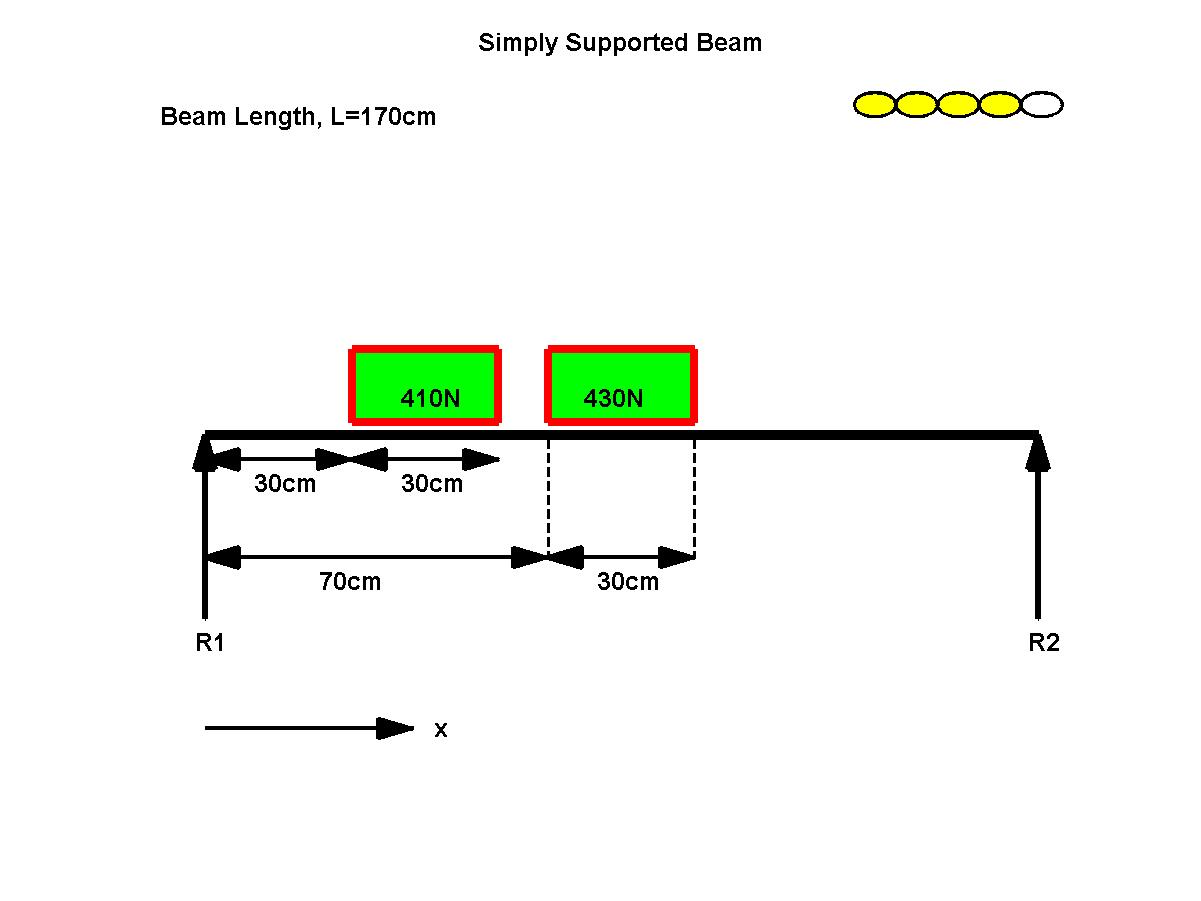 Simply Supported Beam
Beam Length, L=170cm
410N
430N
30cm
30cm
70cm
30cm
R1
R2
x